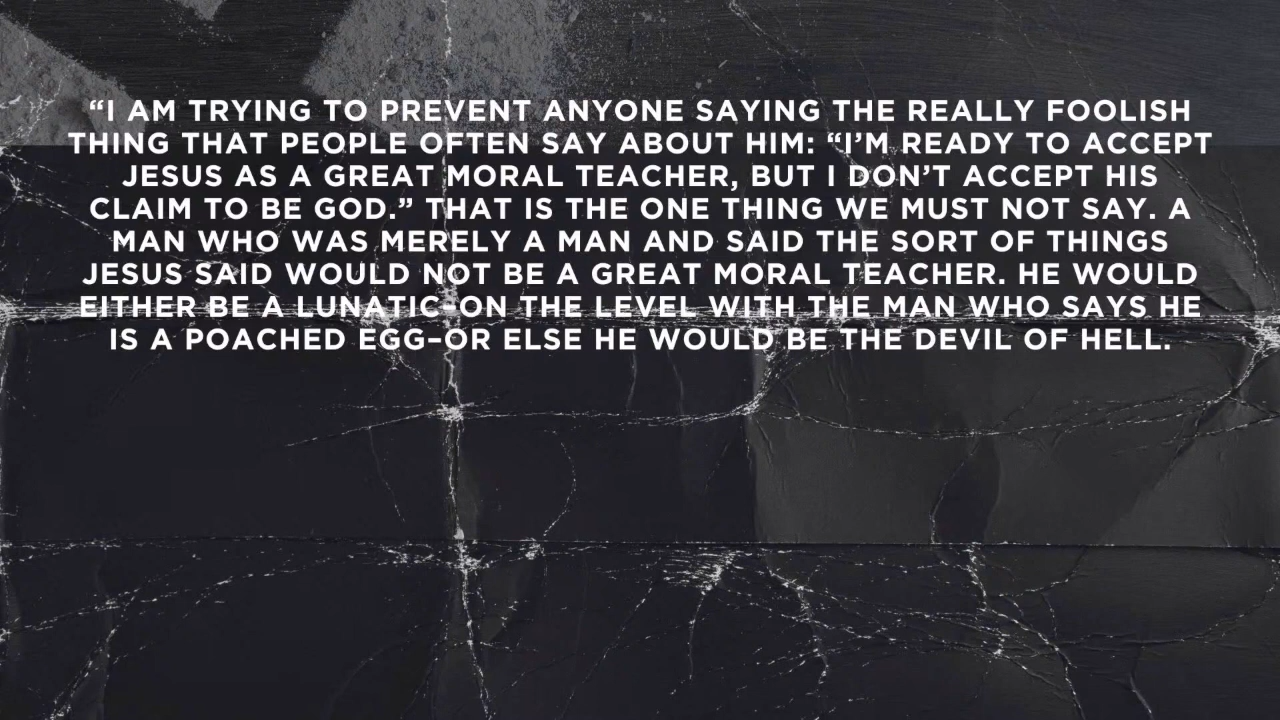 “I AM TRYING TO PREVENT ANYONE SAYING THE REALLY FOOLISH
THING THAT PEOPLE OFTEN SAY ABOUT HIM: “I’M READY TO ACCEPT
JESUS AS A GREAT MORAL TEACHER, BUT I DON’T ACCEPT HIS
CLAIM TO BE GOD.” THAT IS THE ONE THING WE MUST NOT SAY. A
MAN WHO WAS MERELY A MAN AND SAID THE SORT OF THINGS
JESUS SAID WOULD NOT BE A GREAT MORAL TEACHER. HE WOULD
EITHER BE A LUNATIC–ON THE LEVEL WITH THE MAN WHO SAYS HE
IS A POACHED EGG–OR ELSE HE WOULD BE THE DEVIL OF HELL.